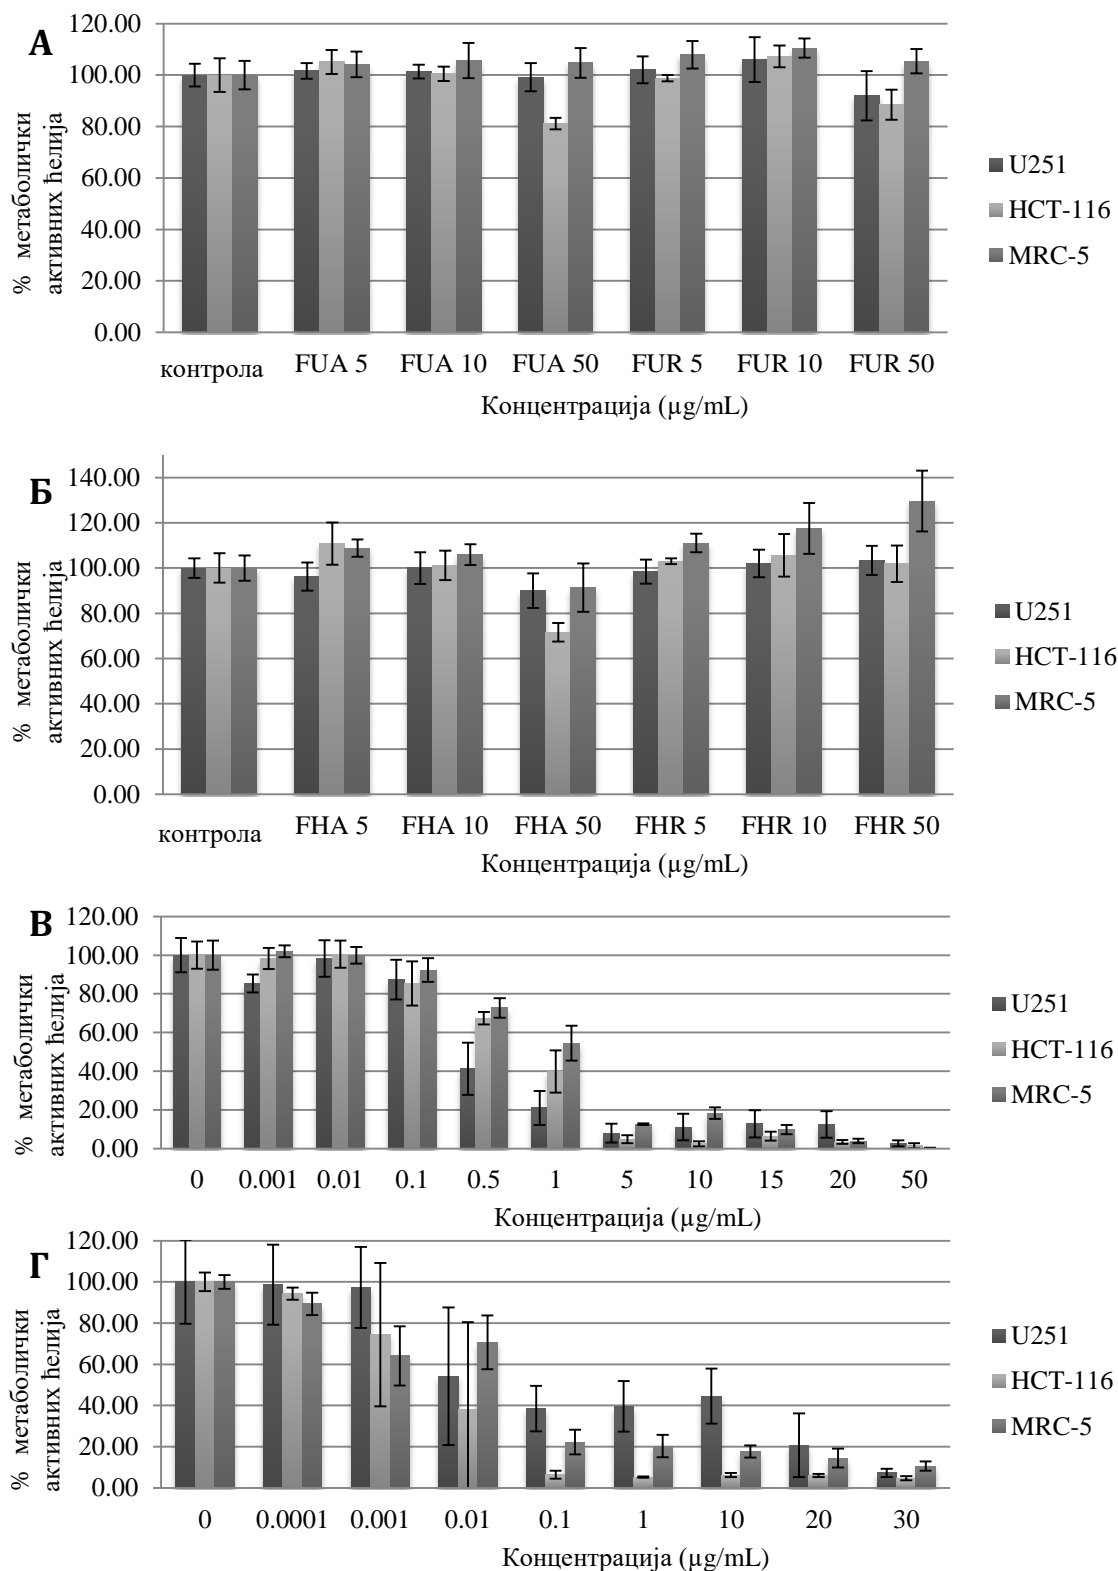 А
120.00
100.00
80.00
60.00
40.00
20.00
0.00
% метаболички
активних ћелија
контрола FUA 5 FUA 10 FUA 50 FUR 5 FUR 10 FUR 50
Концентрација (µg/mL)
U251
HCT-116
MRC-5
Б
140.00
120.00
100.00
80.00
60.00
40.00
20.00
0.00
% метаболички
активних ћелија
контрола FHA 5 FHA 10 FHA 50 FHR 5 FHR 10 FHR 50
Концентрација (µg/mL)
U251
HCT-116
MRC-5
В
120.00
100.00
80.00
60.00
40.00
20.00
0.00
% метаболички
активних ћелија
0 0.001 0.01 0.1 0.5 1 5 10 15 20 50
Концентрација (µg/mL)
U251
HCT-116
MRC-5
Г
120.00
100.00
80.00
60.00
40.00
20.00
0.00
% метаболички
активних ћелија
0 0.0001 0.001 0.01 0.1 1 10 20 30
Концентрација (µg/mL)
U251
HCT-116
MRC-5